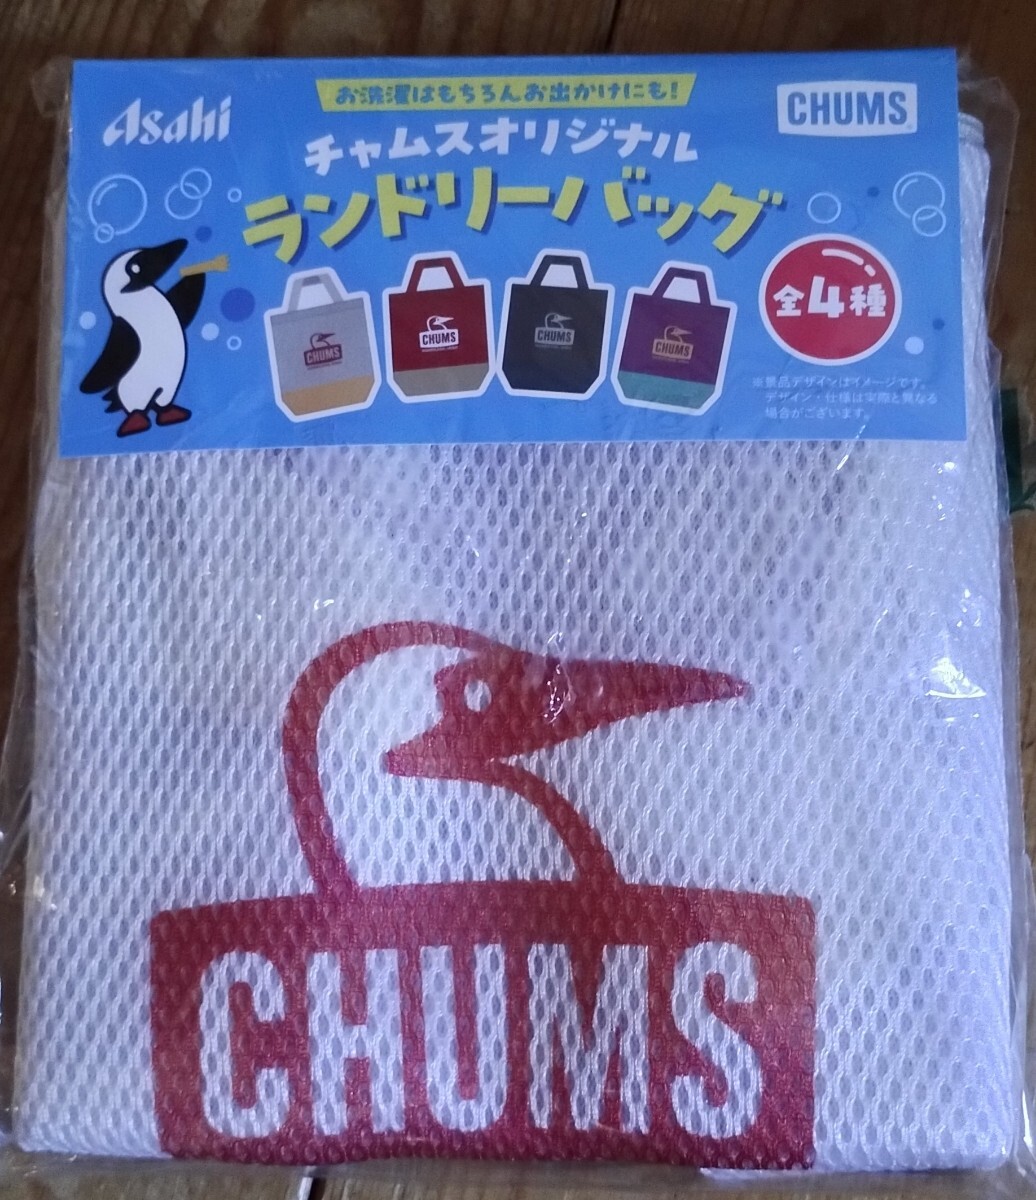 Asahi
お洗濯はもちろんお出かけにも!
CHUMS
チャムスオリジナル
ランドリーバッグ
CHUMS
CHUMS
CHUMS
CHUMS
全4種
※景品デザインはイメージです。
デザイン・仕様は実際と異なる
場合がございます。
CHUMS